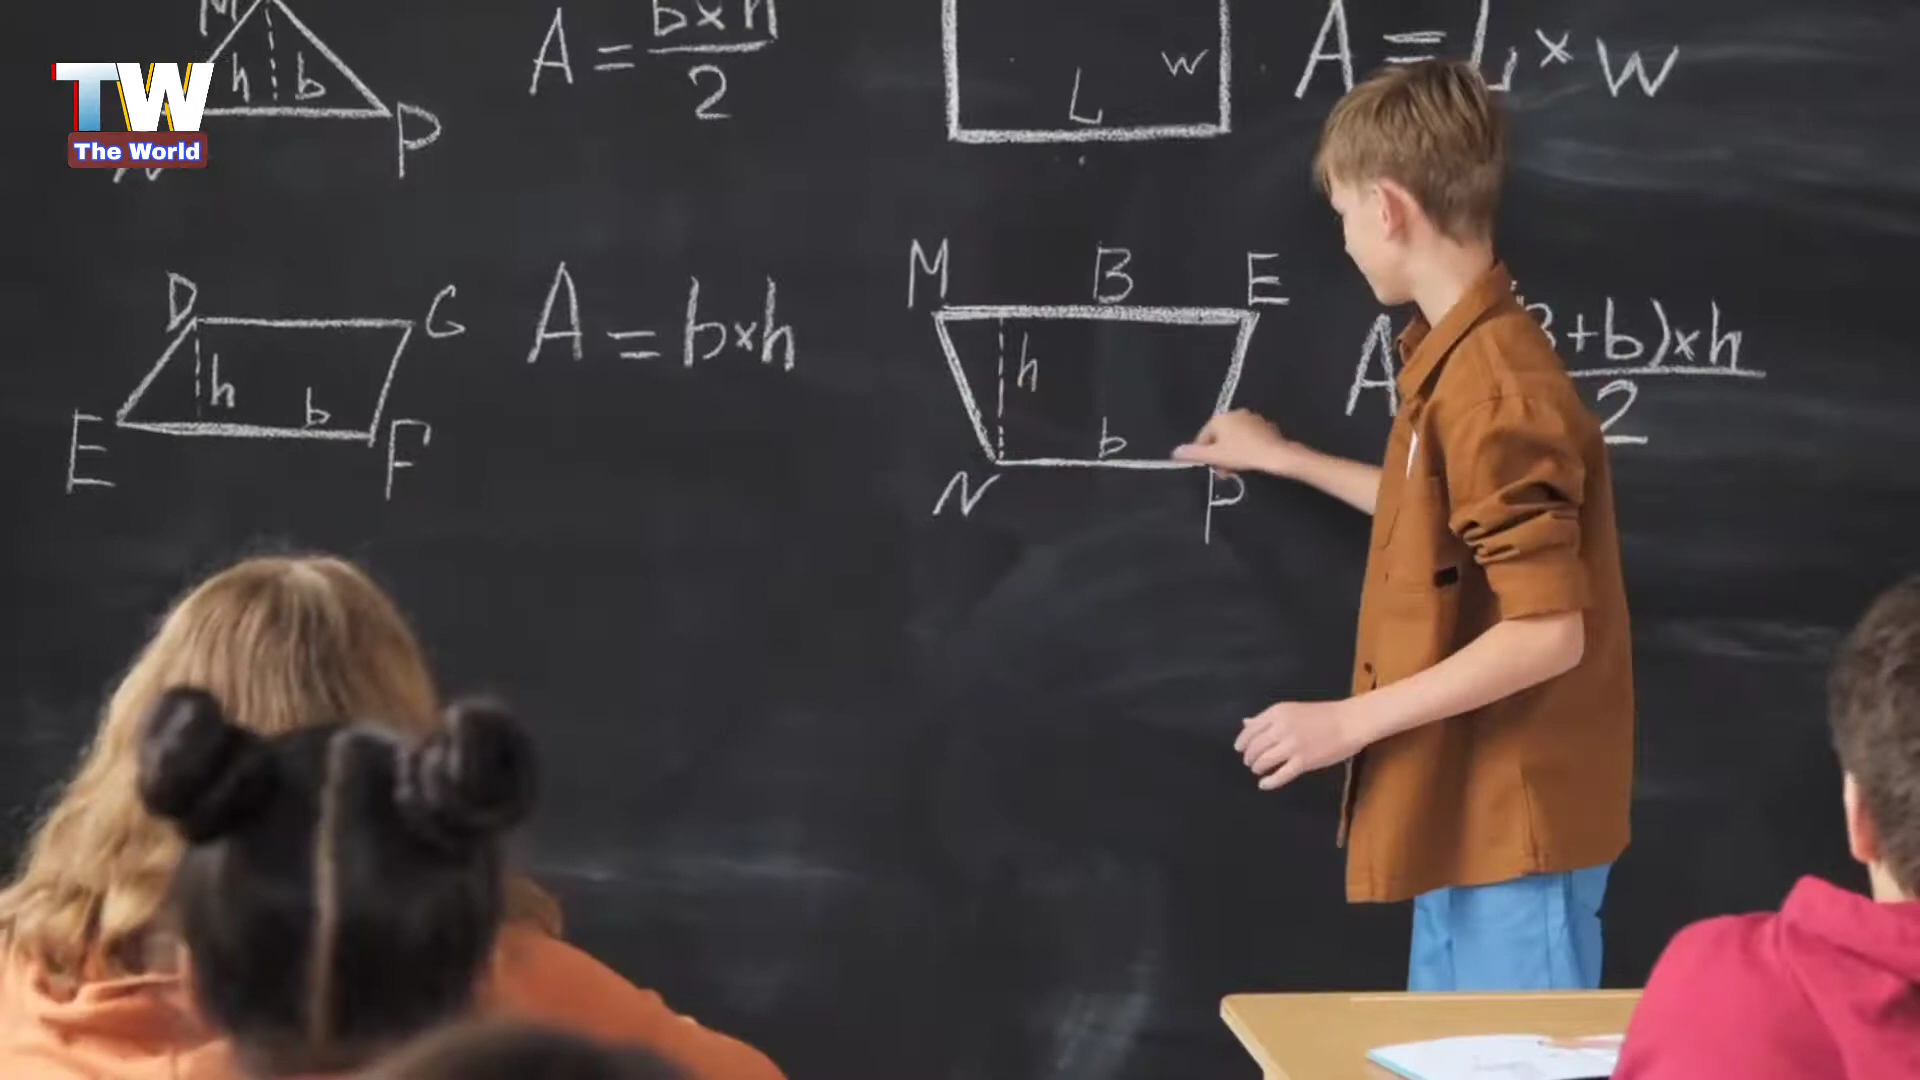 M
h b
P
A = b×h
2
L w
A = L × w
TW
The World
D G
h
b
E F
A = b×h
M B E
h
b
N P
A
+b)×h
2